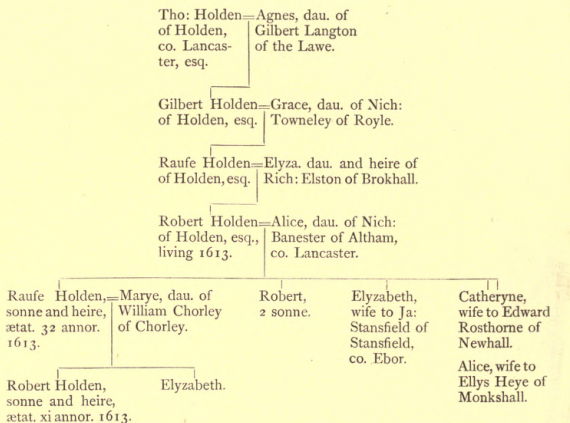 Tho: Holden=Agnes, dau. of
of Holden, Gilbert Langton
co. Lancas- of the Lawe.
ter, esq.
Gilbert Holden=Grace, dau. of Nich:
of Holden, esq. Towneley of Royle.
Raufe Holden=Elyza. dau. and heire of
of Holden, esq. Rich: Elston of Brokhall.
Robert Holden=Alice, dau. of Nich:
of Holden, esq., Banester of Altham,
living 1613. co. Lancaster.
Raufe Holden,=Marye, dau. of
sonne and heire, William Chorley
ætat. 32 annor. of Chorley.
1613.
Robert,
2 sonne.
Elyzabeth,
wife to Ja:
Stansfield of
Stansfield,
co. Ebor.
Catheryne,
wife to Edward
Rosthorne of
Newhall.
Alice, wife to
Ellys Heye of
Monkshall.
Robert Holden,
sonne and heire,
ætat. xi annor. 1613.
Elyzabeth.